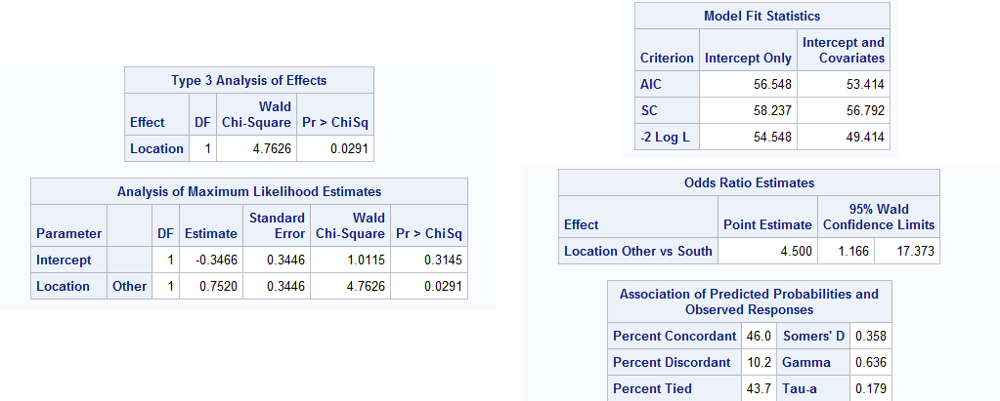 Type 3 Analysis of Effects
Effect DF Wald Chi-Square Pr > ChiSq
Location 1 4.7626 0.0291
Analysis of Maximum Likelihood Estimates
Parameter DF Estimate Standard Error Wald Chi-Square Pr > ChiSq
Intercept 1 -0.3466 0.3446 1.0115 0.3145
Location Other 1 0.7520 0.3446 4.7626 0.0291
Model Fit Statistics
Criterion Intercept Only Intercept and Covariates
AIC 56.548 53.414
SC 58.237 56.792
-2 Log L 54.548 49.414
Odds Ratio Estimates
Effect Point Estimate 95% Wald Confidence Limits
Location Other vs South 4.500 1.166 17.373
Association of Predicted Probabilities and
Observed Responses
Percent Concordant 46.0 Somers' D 0.358
Percent Discordant 10.2 Gamma 0.636
Percent Tied 43.7 Tau-a 0.179